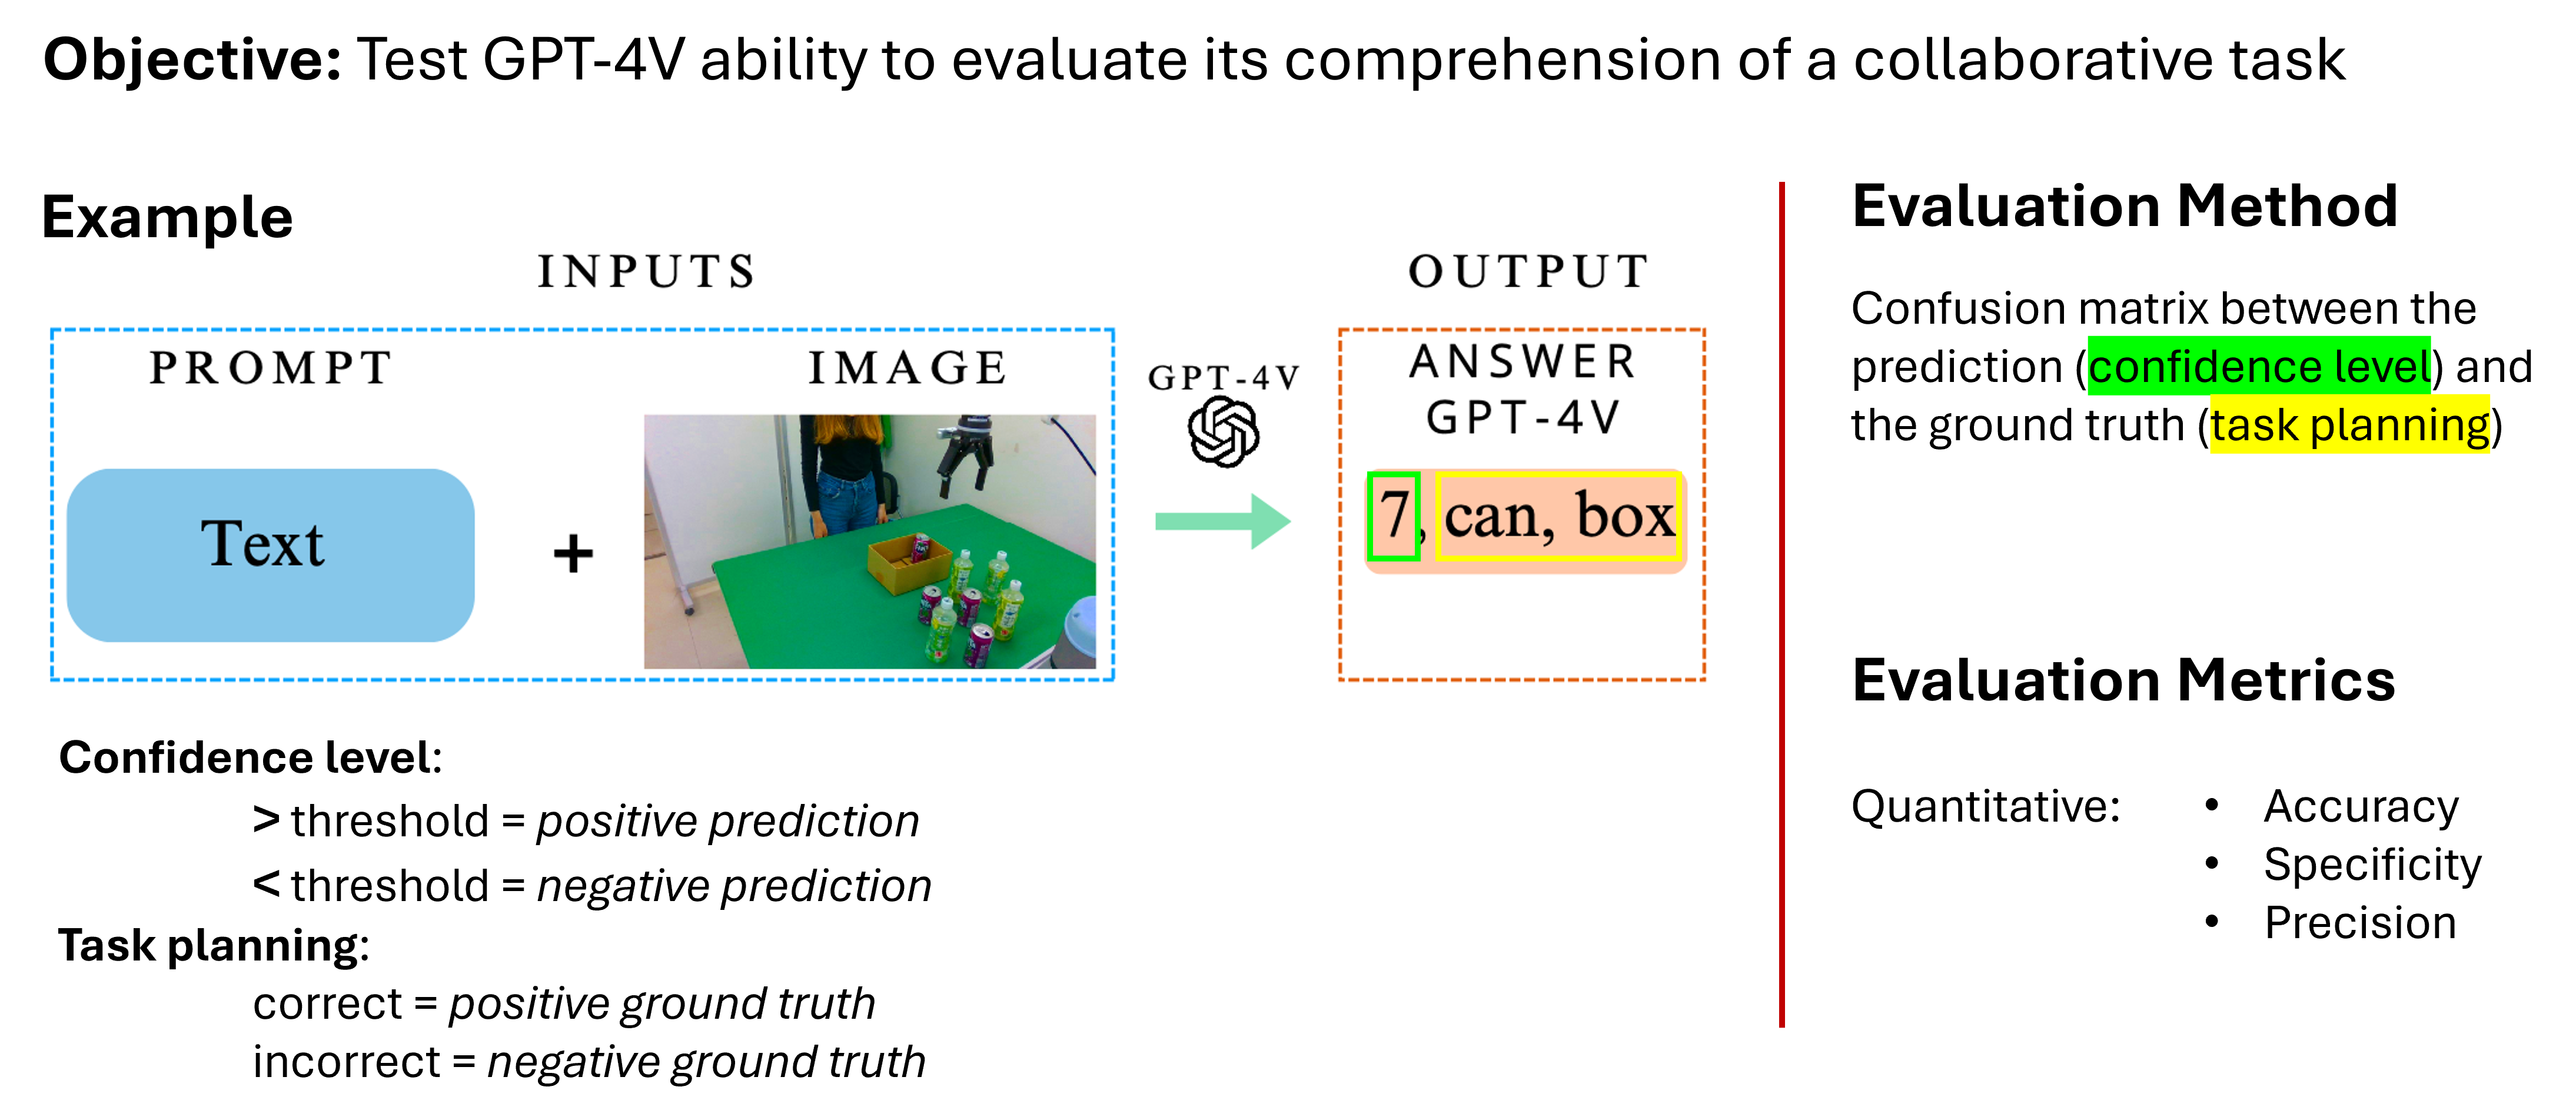 Objective: Test GPT-4V ability to evaluate its comprehension of a collaborative task
Example
INPUTS
PROMPT
IMAGE
Text
+
GPT-4V
OUTPUT
ANSWER
GPT-4V
7, can, box
Confidence level:
> threshold = positive prediction
< threshold = negative prediction
Task planning:
correct = positive ground truth
incorrect = negative ground truth
Evaluation Method
Confusion matrix between the
prediction (confidence level) and
the ground truth (task planning)
Evaluation Metrics
Quantitative:
• Accuracy
• Specificity
• Precision